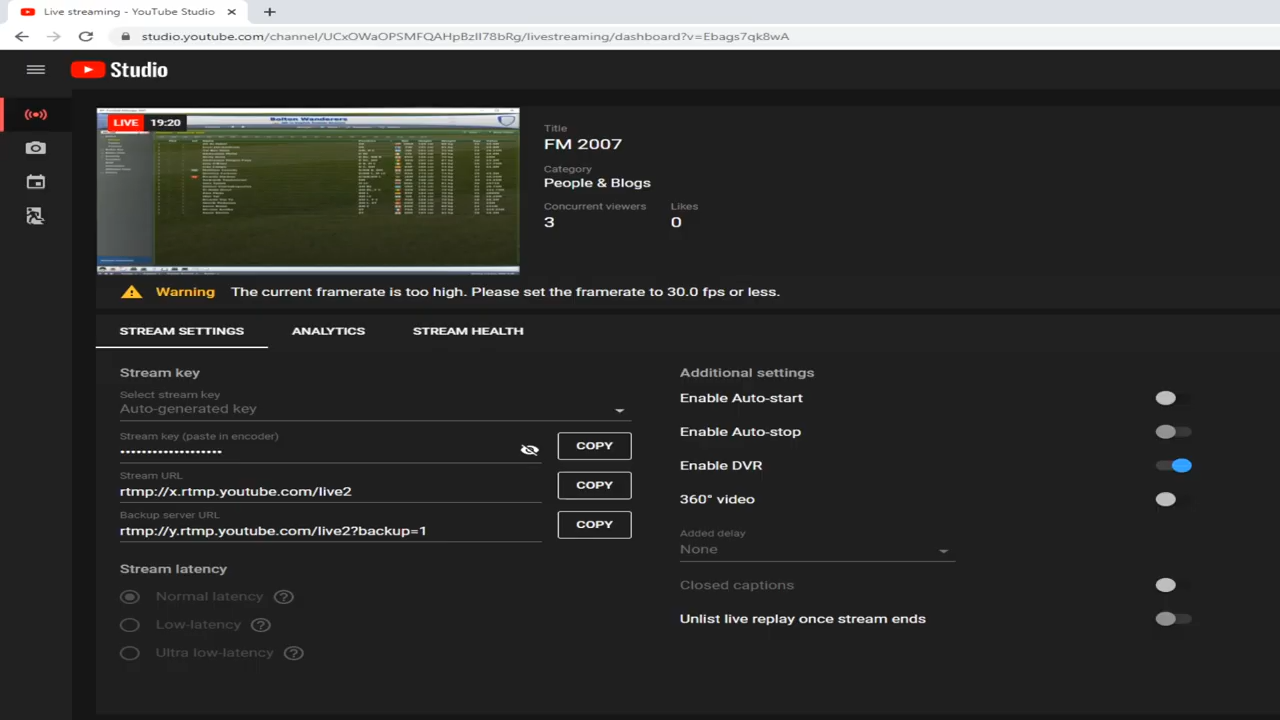 Live streaming - YouTube Studio
studio.youtube.com/channel/UCxOWaOPSMFQAHpBzII78bRg/livestreaming/dashboard?v=Ebags7qk8wA
Studio
LIVE 19:20
Bolton Wanderers
Title
FM 2007
Category
People & Blogs
Concurrent viewers Likes
3 0
Warning The current framerate is too high. Please set the framerate to 30.0 fps or less.
STREAM SETTINGS ANALYTICS STREAM HEALTH
Stream key
Select stream key
Auto-generated key
Stream key (paste in encoder)
COPY
Stream URL
rtmp://x.rtmp.youtube.com/live2
COPY
Backup server URL
rtmp://y.rtmp.youtube.com/live2?backup=1
COPY
Stream latency
Normal latency
Low-latency
Ultra low-latency
Additional settings
Enable Auto-start
Enable Auto-stop
Enable DVR
360° video
Added delay
None
Closed captions
Unlist live replay once stream ends